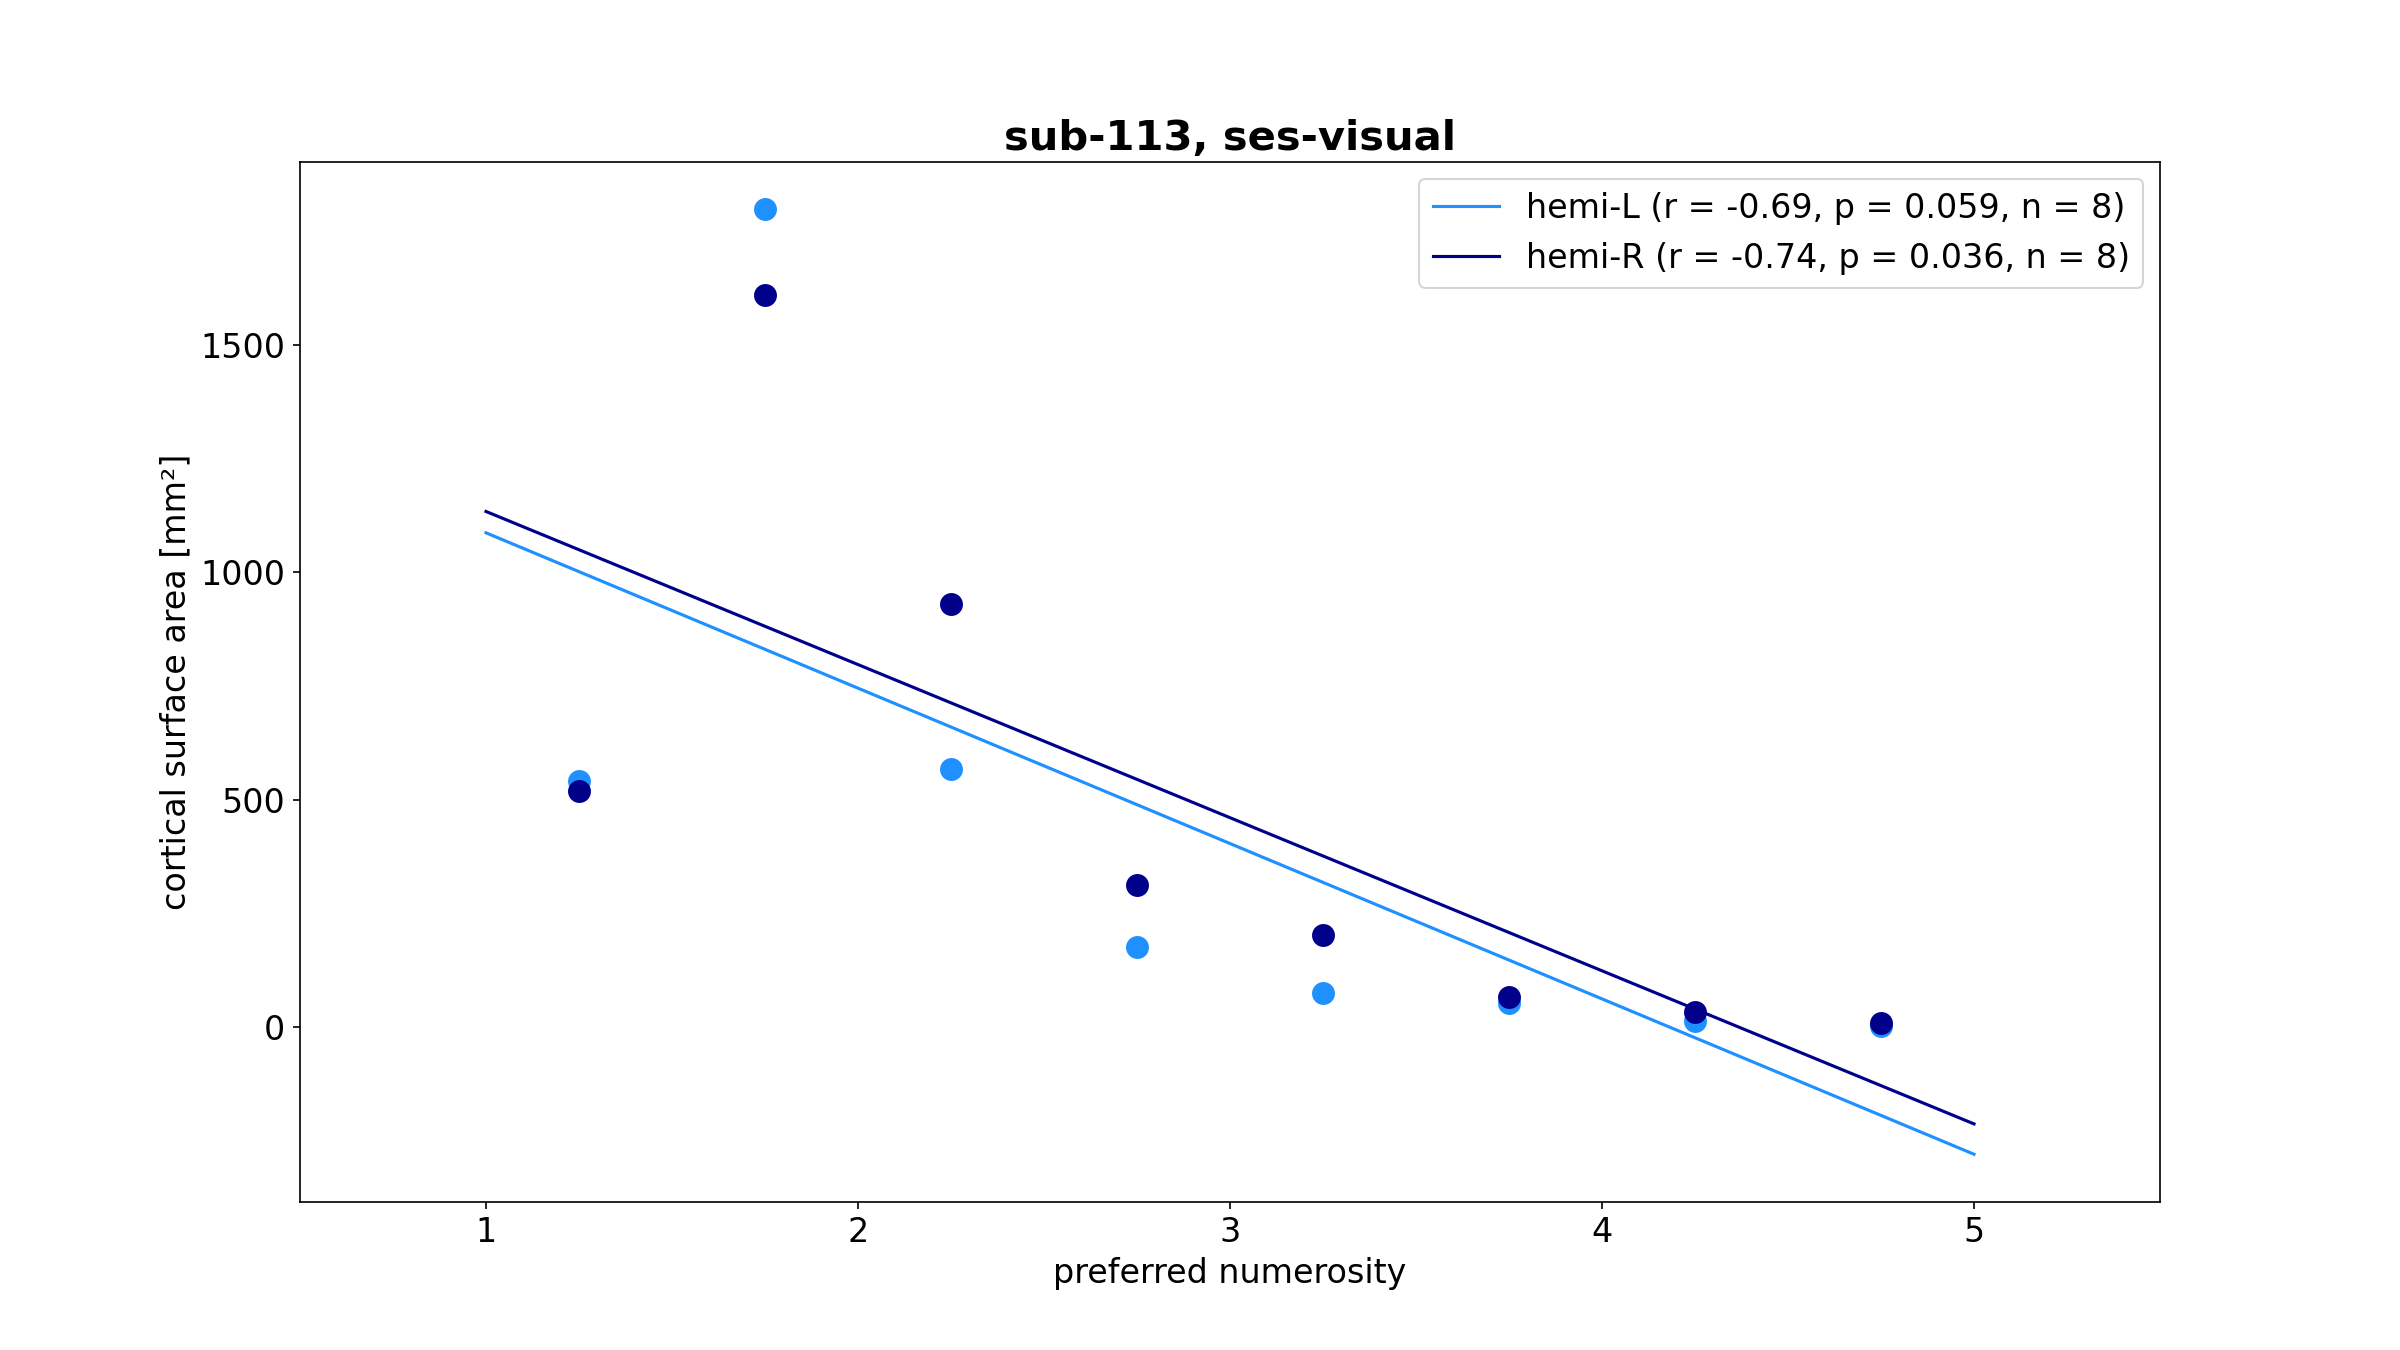 sub-113, ses-visual
hemi-L (r = -0.69, p = 0.059, n = 8)
hemi-R (r = -0.74, p = 0.036, n = 8)
cortical surface area [mm²]
1500
1000
500
0
1 2 3 4 5
preferred numerosity